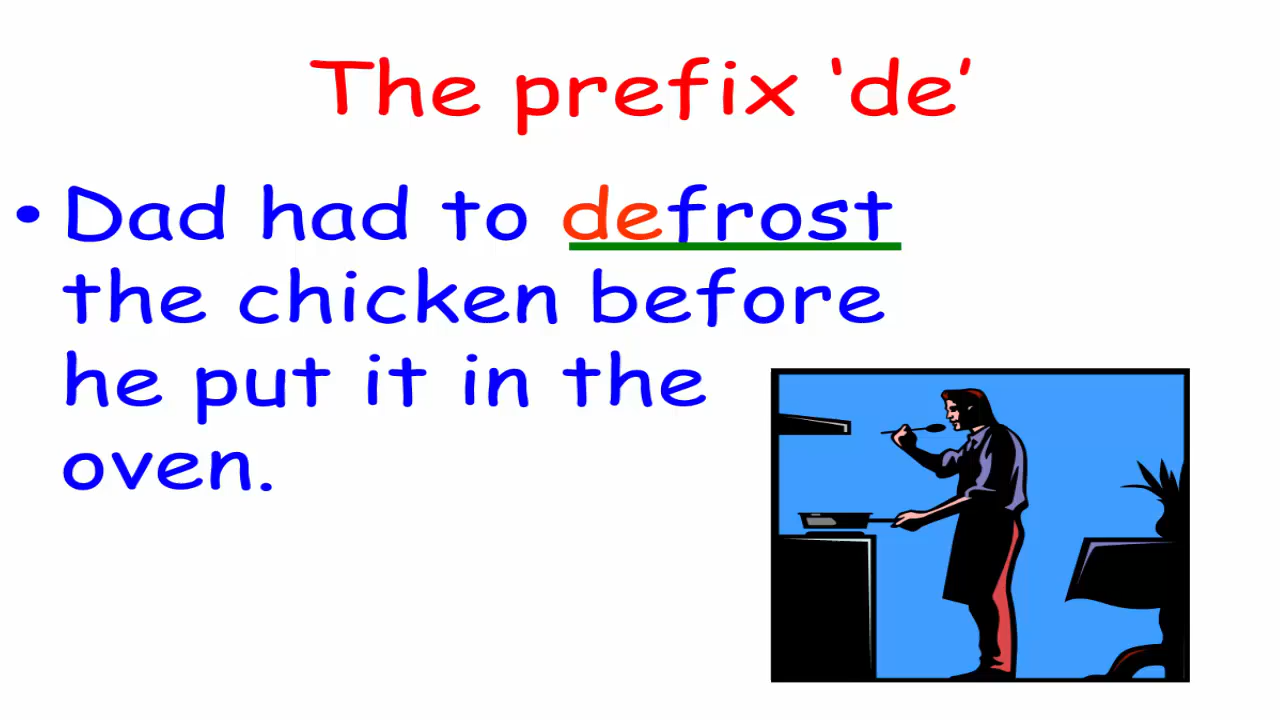 The prefix ‘de’
• Dad had to defrost
the chicken before
he put it in the
oven.